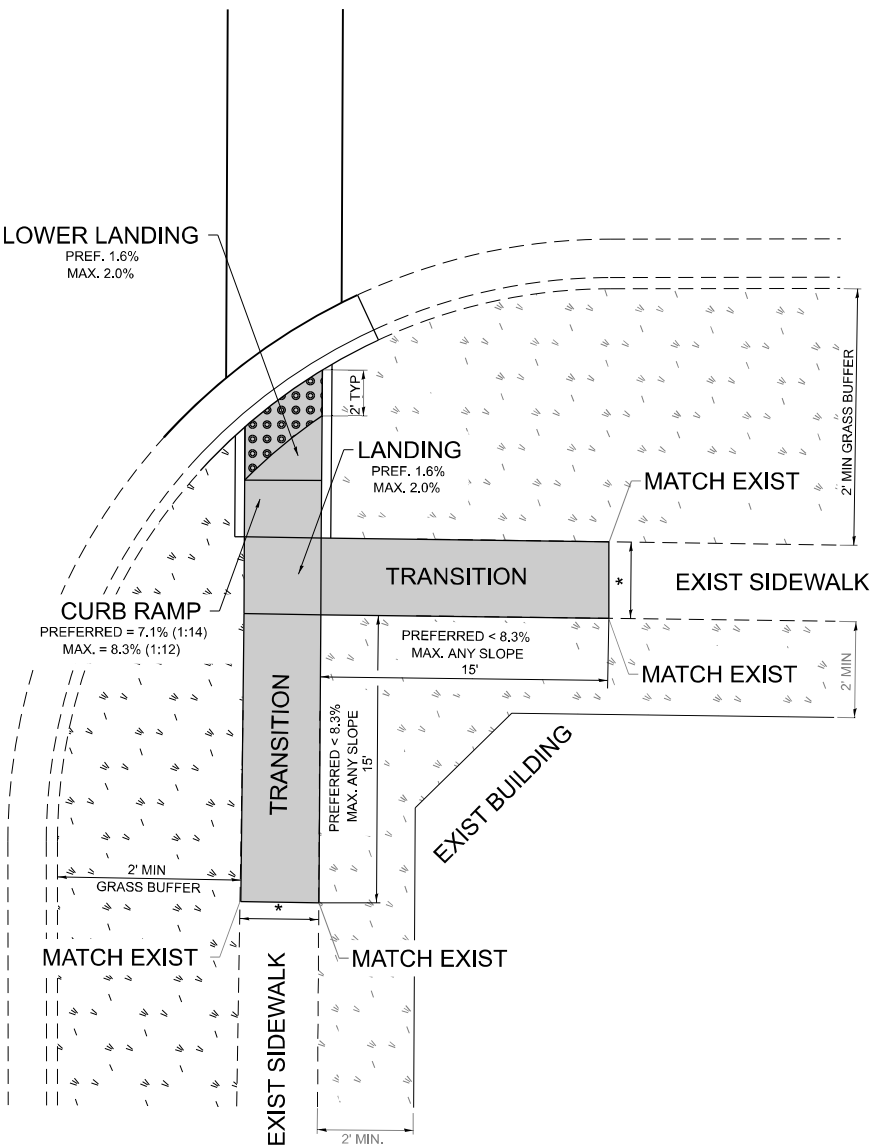 LOWER LANDING
PREF. 1.6%
MAX. 2.0%
2' TYP
LANDING
PREF. 1.6%
MAX. 2.0%
2' MIN GRASS BUFFER
MATCH EXIST
TRANSITION
*
EXIST SIDEWALK
CURB RAMP
PREFERRED = 7.1% (1:14)
MAX. = 8.3% (1:12)
PREFERRED < 8.3%
MAX. ANY SLOPE
15'
MATCH EXIST
2' MIN
TRANSITION
PREFERRED < 8.3%
MAX. ANY SLOPE
15'
EXIST BUILDING
2' MIN
GRASS BUFFER
*
MATCH EXIST
MATCH EXIST
EXIST SIDEWALK
2' MIN.